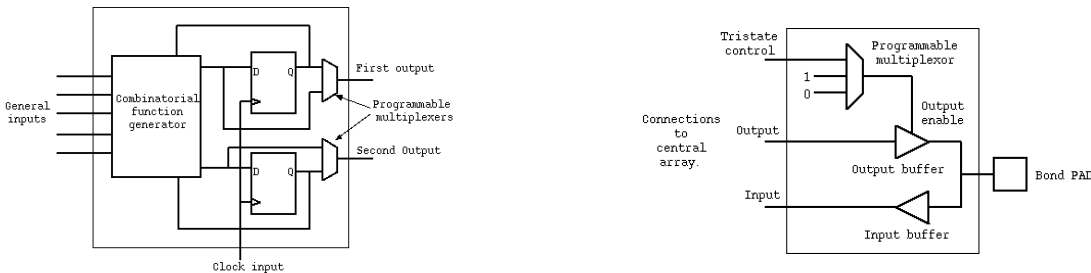 General
inputs
Combinatorial
function
generator
D
Q
First output
Programmable
multiplexers
Second Output
D
Q
Clock input
Tristate
control
Programmable
multiplexor
1
0
Connections
to
central
array.
Output
enable
Output
Output buffer
Bond PAD
Input
Input buffer